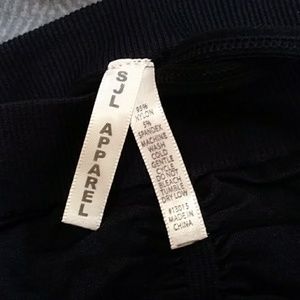 SJL APPAREL
95%
NYLON
5%
SPANDEX
MACHINE
WASH
COLD
GENTLE
CYCLE
DO NOT
BLEACH
TUMBLE
DRY LOW
#13015
MADE IN
CHINA